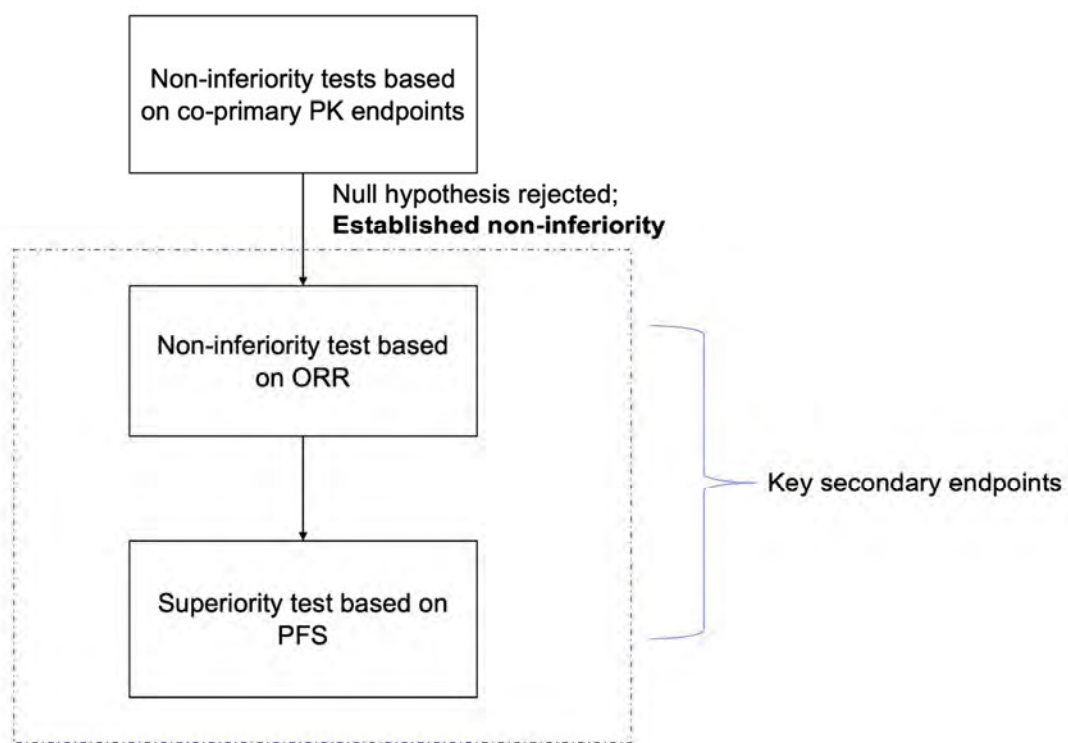 Non-inferiority tests based
on co-primary PK endpoints
Null hypothesis rejected;
Established non-inferiority
Non-inferiority test based
on ORR
Key secondary endpoints
Superiority test based on
PFS